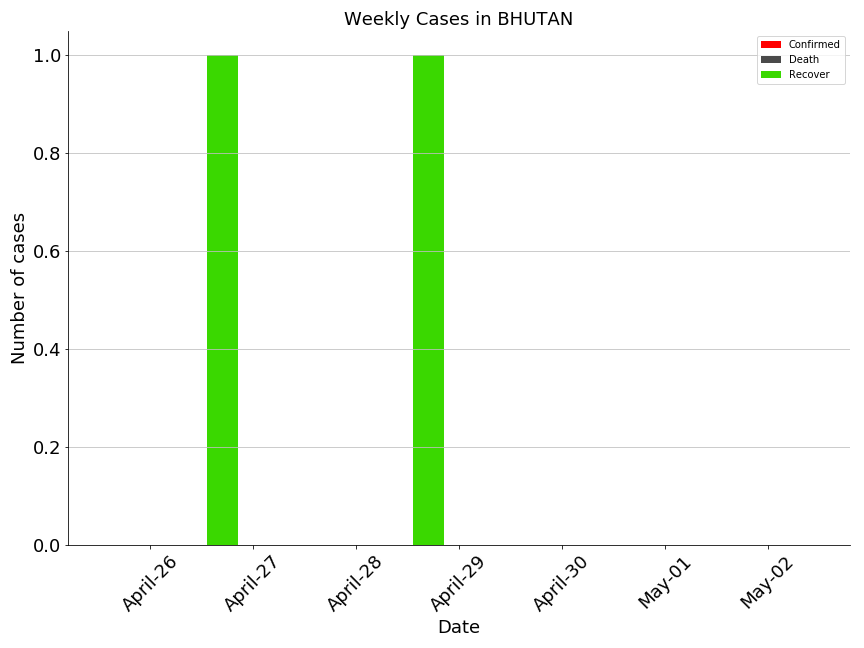 Weekly Cases in BHUTAN
Confirmed
Death
Recover
Number of cases
1.0
0.8
0.6
0.4
0.2
0.0
April-26
April-27
April-28
April-29
April-30
May-01
May-02
Date